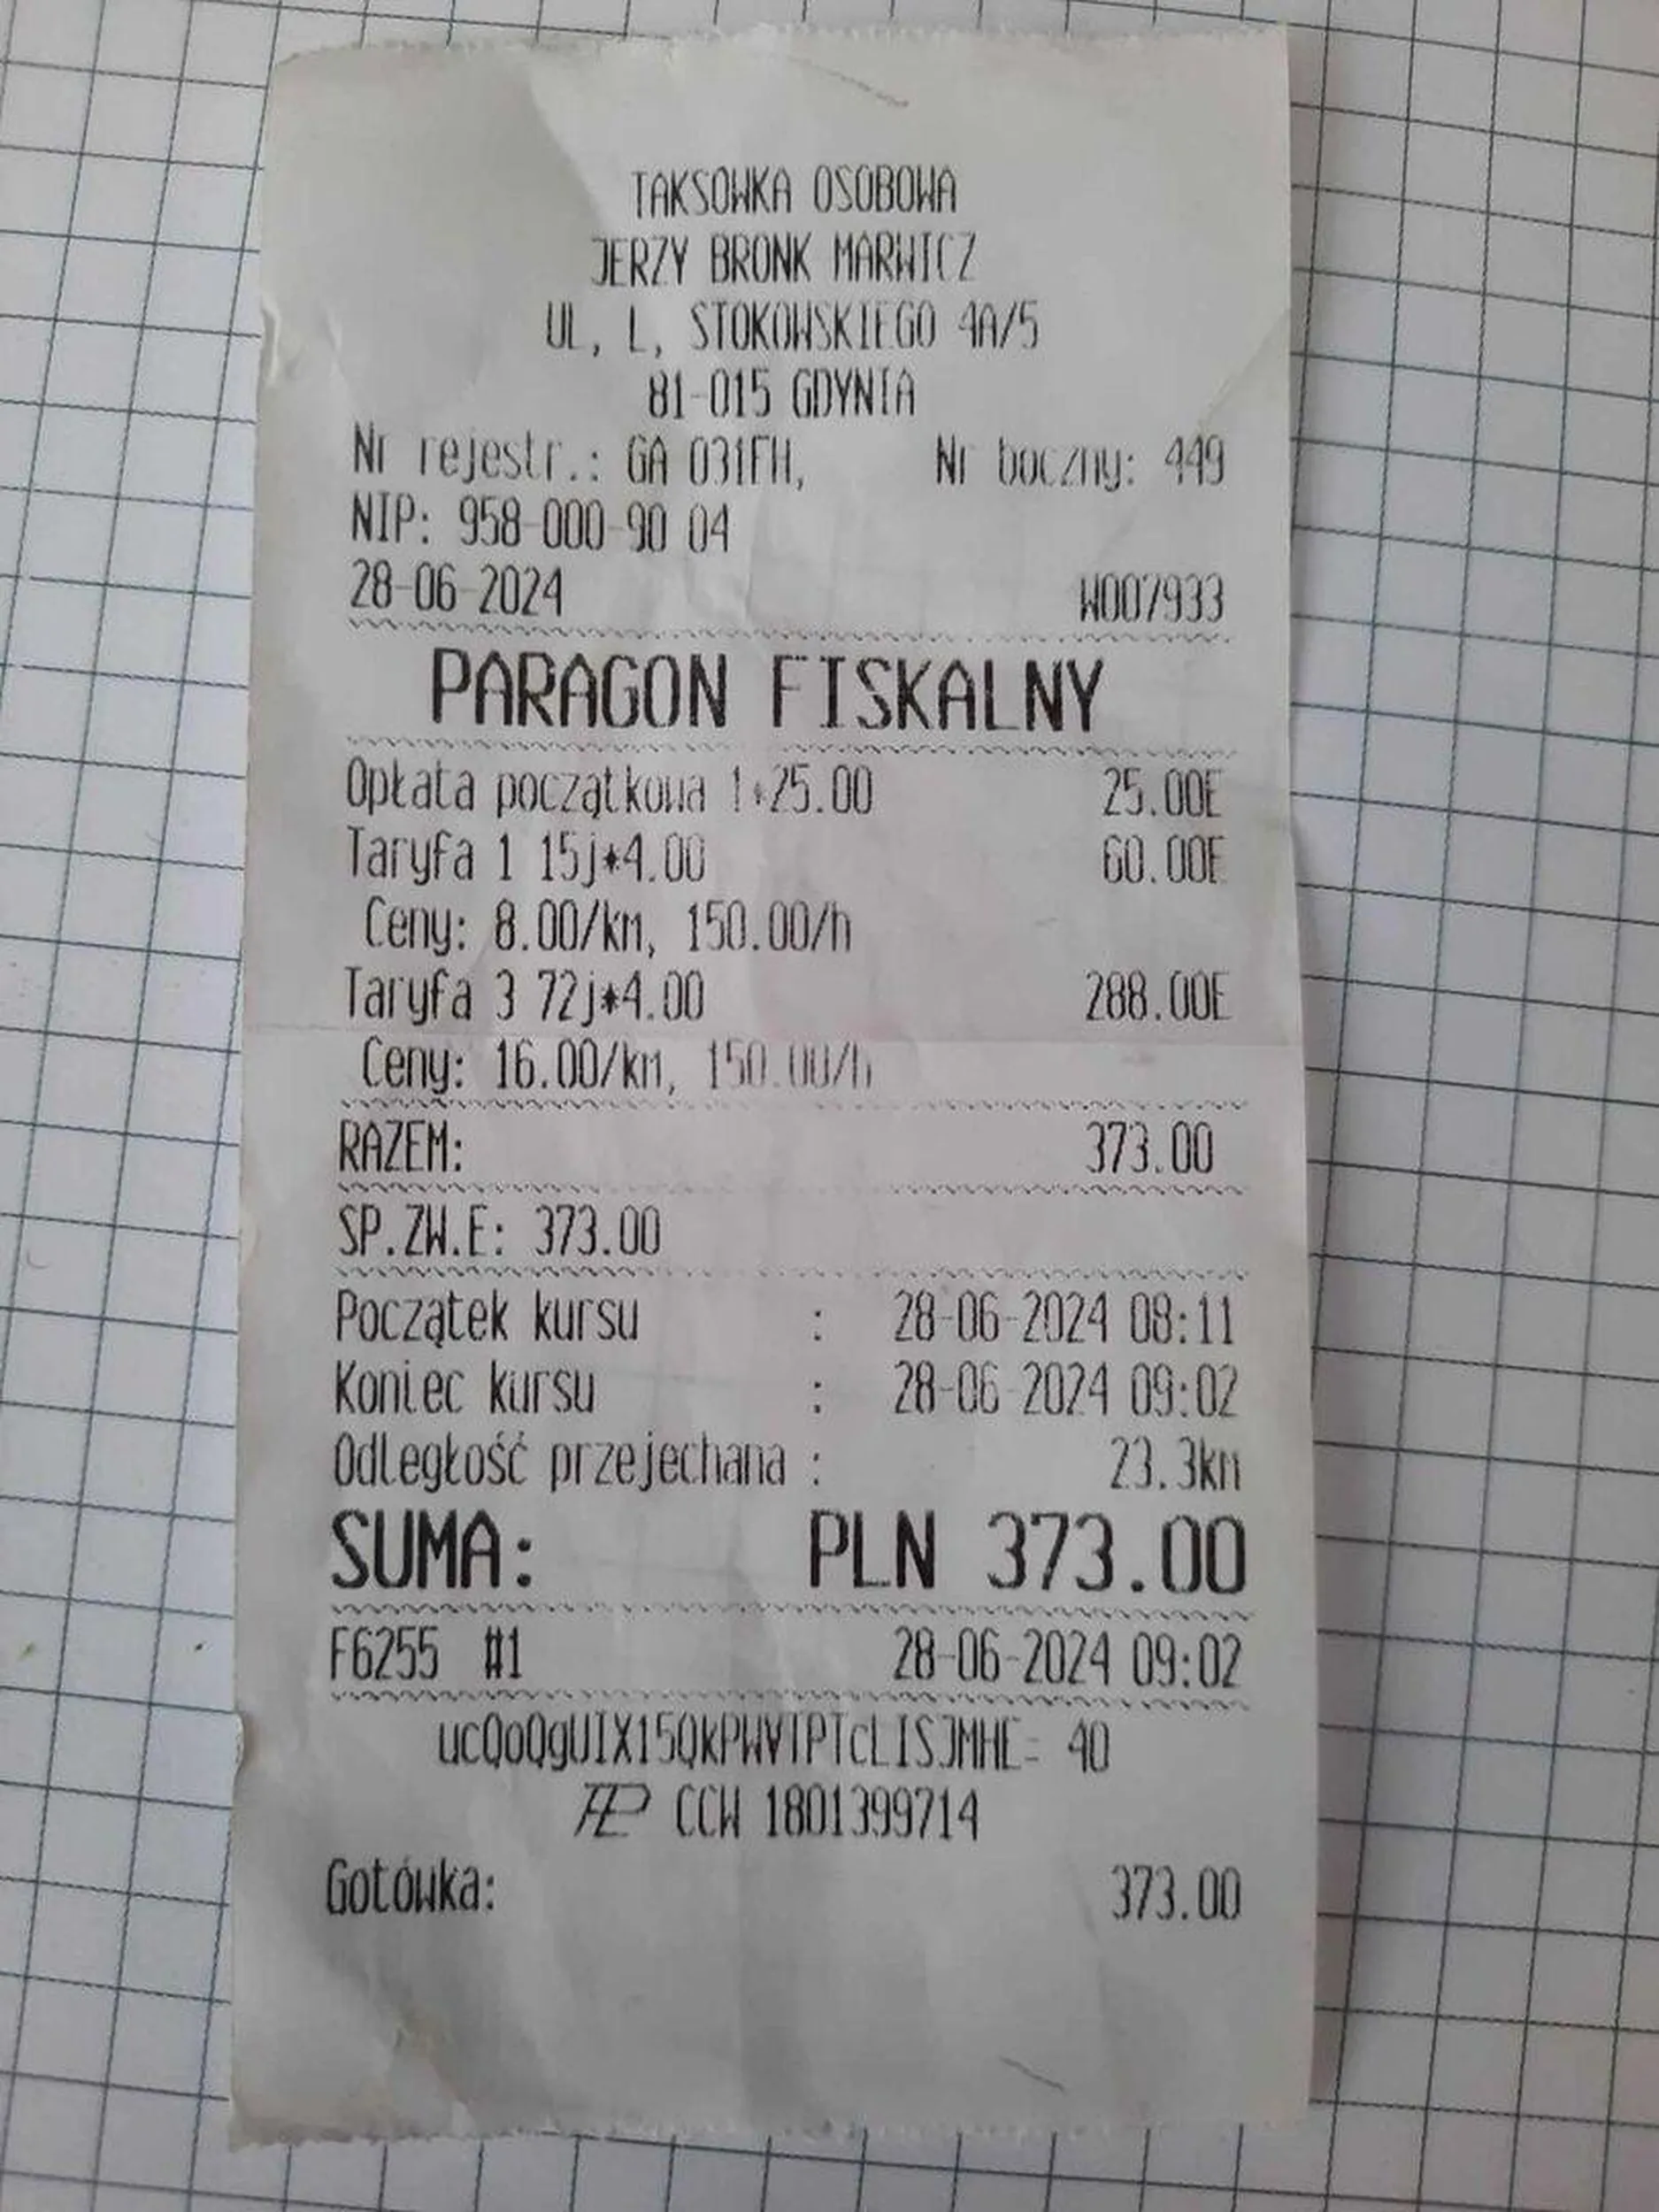 TAKSOWKA OSOBOWA
JERZY BRONK MARWICZ
UL, L, STOKOWSKIEGO 4A/5
81-015 GDYNIA
Nr rejestr.: GA 031FH, Nr boczny: 449
NIP: 958-000-90-04
28-06-2024 W007933
PARAGON FISKALNY
Opłata początkowa 1*25.00 25.00E
Taryfa 1 15j*4.00 60.00E
Ceny: 8.00/km, 150.00/h
Taryfa 3 72j*4.00 288.00E
Ceny: 16.00/km, 150.00/h
RAZEM: 373.00
SP.ZW.E: 373.00
Początek kursu : 28-06-2024 08:11
Koniec kursu : 28-06-2024 09:02
Odległość przejechana : 23.3km
SUMA: PLN 373.00
F6255 #1 28-06-2024 09:02
ucQoQgUIX15QkPWVTPTcLISJMHE= 40
CCW 1801399714
Gotówka: 373.00